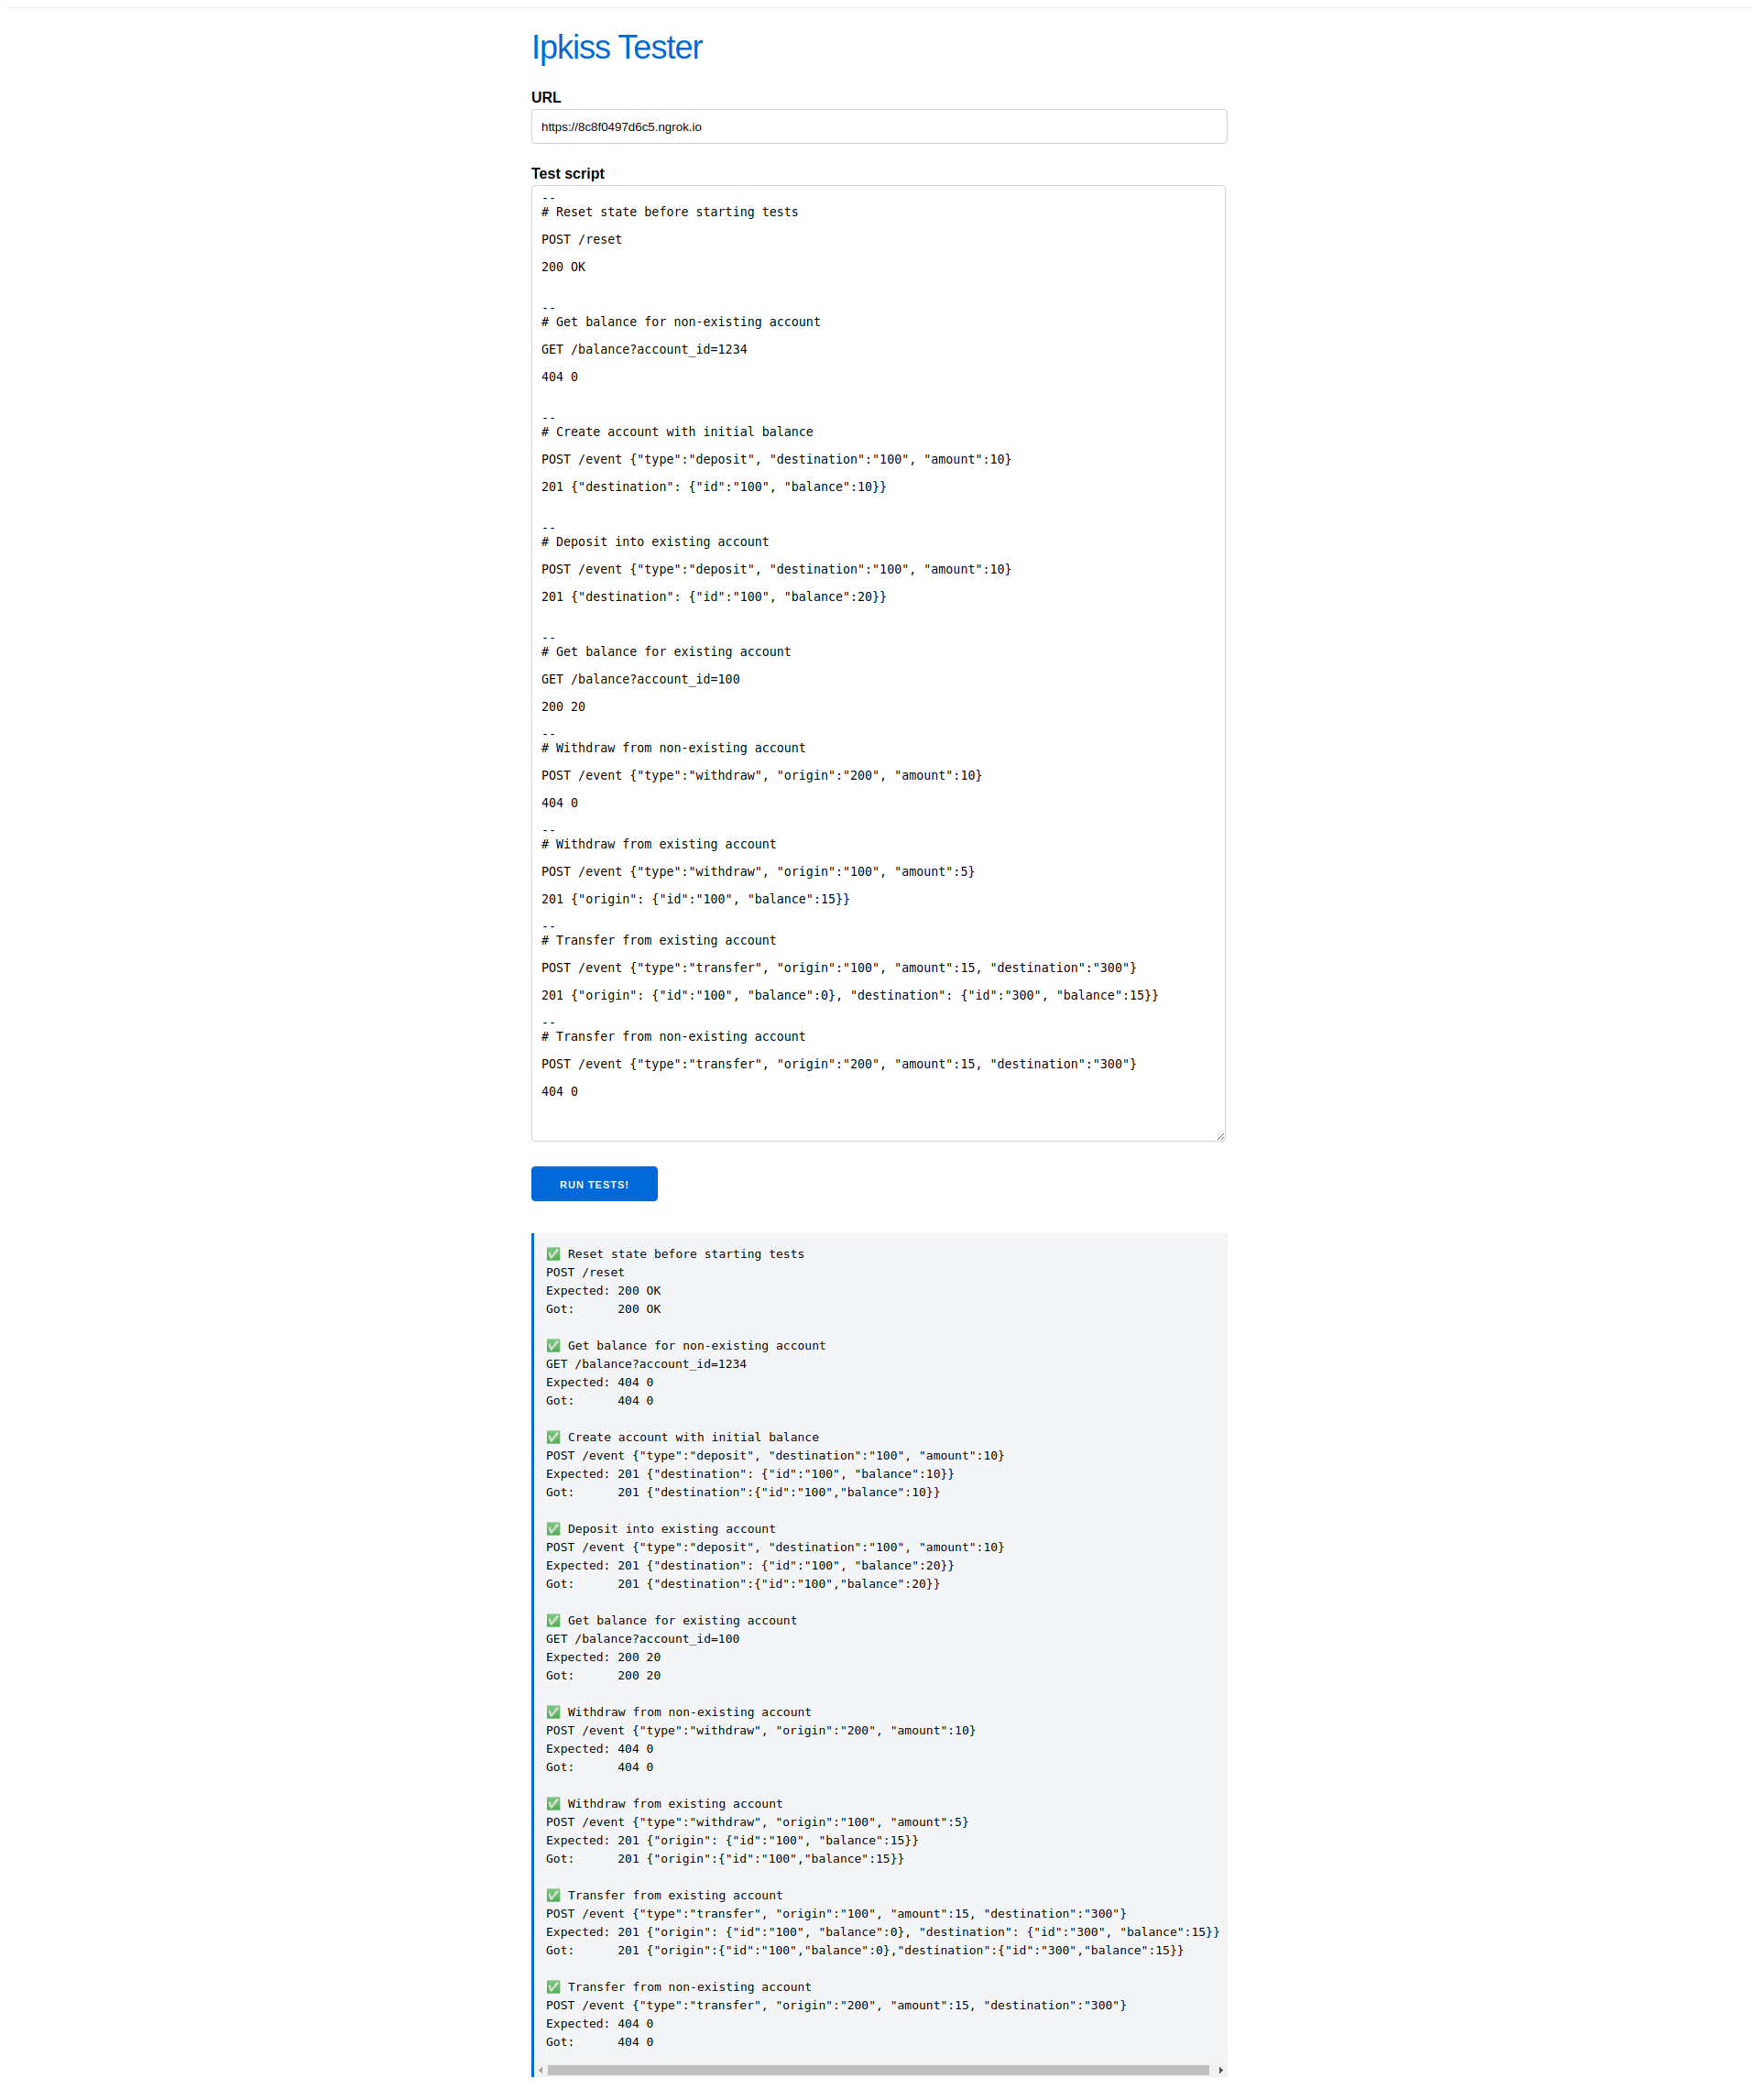 Ipkiss Tester
URL
https://8c8f0497d6c5.ngrok.io
Test script
--
# Reset state before starting tests
POST /reset
200 OK
--
# Get balance for non-existing account
GET /balance?account_id=1234
404 0
--
# Create account with initial balance
POST /event {"type":"deposit", "destination":"100", "amount":10}
201 {"destination": {"id":"100", "balance":10}}
--
# Deposit into existing account
POST /event {"type":"deposit", "destination":"100", "amount":10}
201 {"destination": {"id":"100", "balance":20}}
--
# Get balance for existing account
GET /balance?account_id=100
200 20
--
# Withdraw from non-existing account
POST /event {"type":"withdraw", "origin":"200", "amount":10}
404 0
--
# Withdraw from existing account
POST /event {"type":"withdraw", "origin":"100", "amount":5}
201 {"origin": {"id":"100", "balance":15}}
--
# Transfer from existing account
POST /event {"type":"transfer", "origin":"100", "amount":15, "destination":"300"}
201 {"origin": {"id":"100", "balance":0}, "destination": {"id":"300", "balance":15}}
--
# Transfer from non-existing account
POST /event {"type":"transfer", "origin":"200", "amount":15, "destination":"300"}
404 0
RUN TESTS!
✅ Reset state before starting tests
POST /reset
Expected: 200 OK
Got:      200 OK
✅ Get balance for non-existing account
GET /balance?account_id=1234
Expected: 404 0
Got:      404 0
✅ Create account with initial balance
POST /event {"type":"deposit", "destination":"100", "amount":10}
Expected: 201 {"destination": {"id":"100", "balance":10}}
Got:      201 {"destination":{"id":"100","balance":10}}
✅ Deposit into existing account
POST /event {"type":"deposit", "destination":"100", "amount":10}
Expected: 201 {"destination": {"id":"100", "balance":20}}
Got:      201 {"destination":{"id":"100","balance":20}}
✅ Get balance for existing account
GET /balance?account_id=100
Expected: 200 20
Got:      200 20
✅ Withdraw from non-existing account
POST /event {"type":"withdraw", "origin":"200", "amount":10}
Expected: 404 0
Got:      404 0
✅ Withdraw from existing account
POST /event {"type":"withdraw", "origin":"100", "amount":5}
Expected: 201 {"origin": {"id":"100", "balance":15}}
Got:      201 {"origin":{"id":"100","balance":15}}
✅ Transfer from existing account
POST /event {"type":"transfer", "origin":"100", "amount":15, "destination":"300"}
Expected: 201 {"origin": {"id":"100", "balance":0}, "destination": {"id":"300", "balance":15}}
Got:      201 {"origin":{"id":"100","balance":0},"destination":{"id":"300","balance":15}}
✅ Transfer from non-existing account
POST /event {"type":"transfer", "origin":"200", "amount":15, "destination":"300"}
Expected: 404 0
Got:      404 0